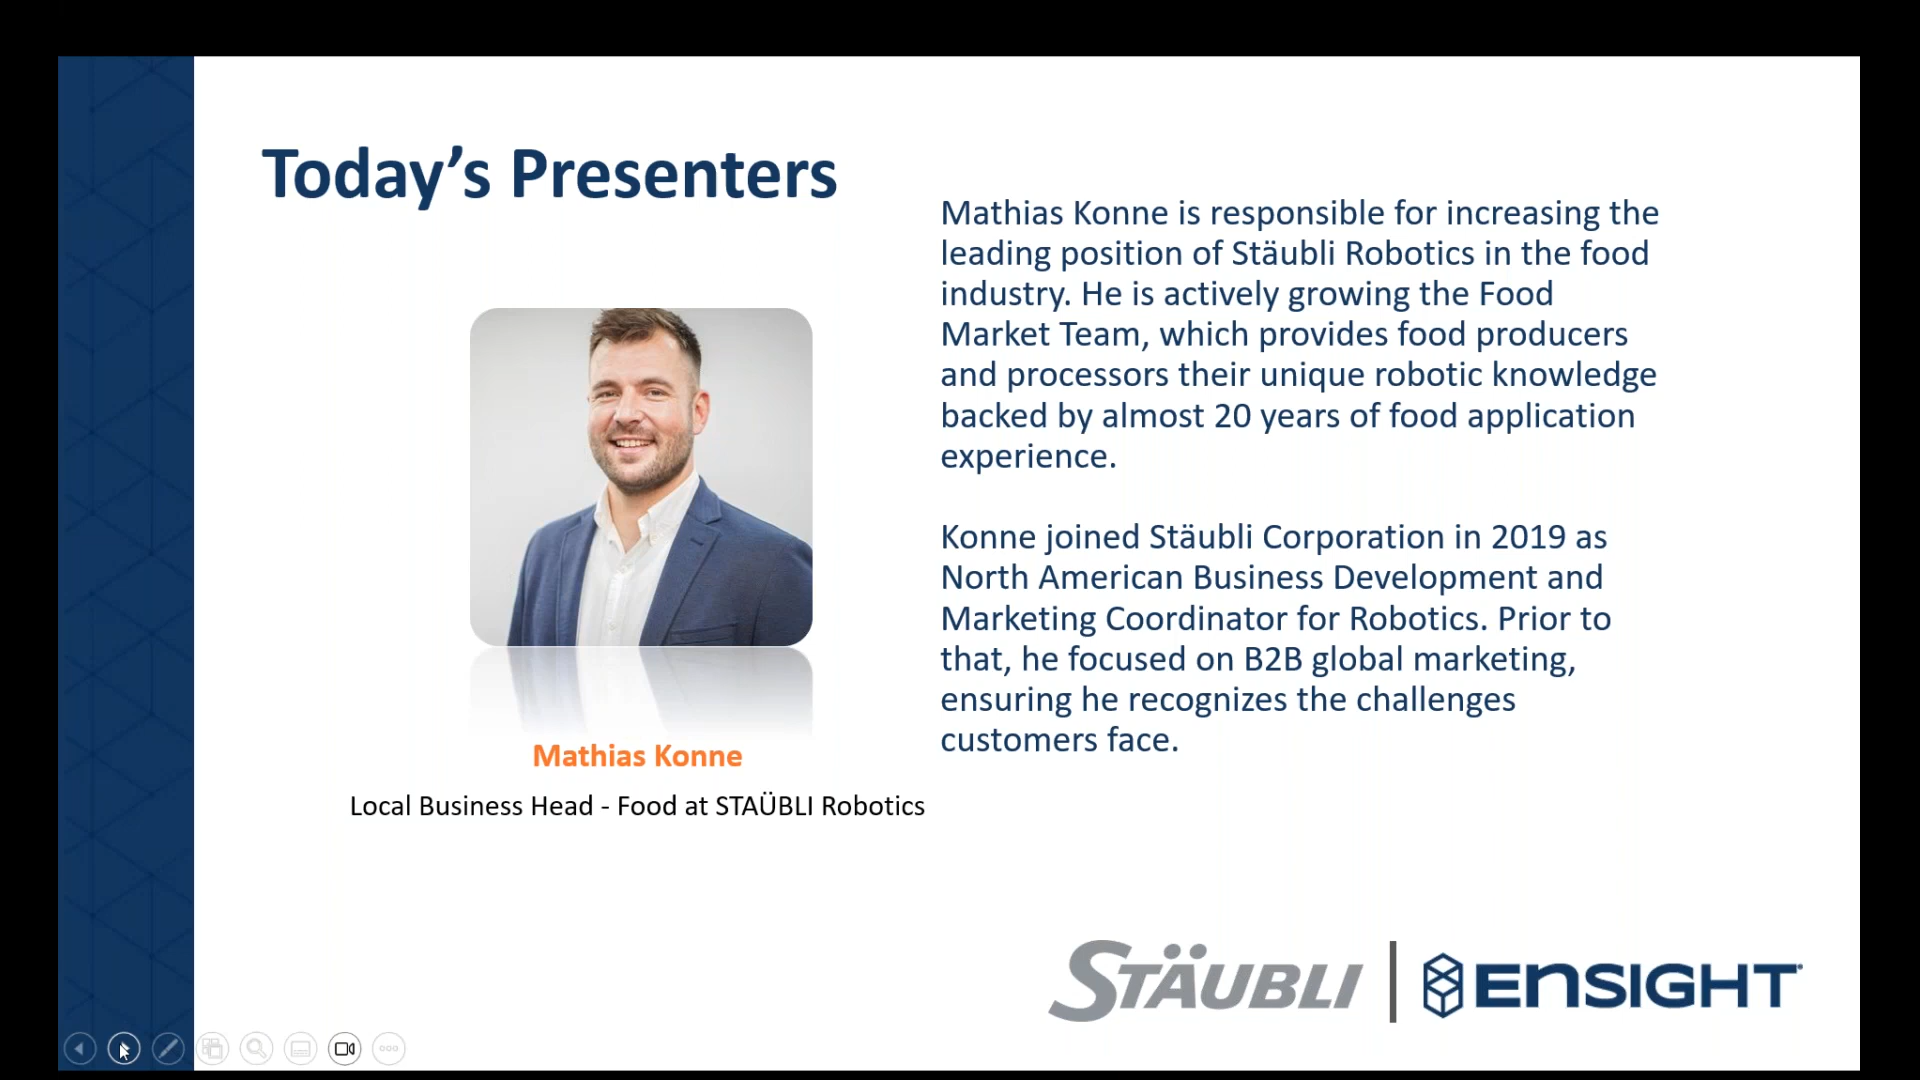 Today’s Presenters
Mathias Konne is responsible for increasing the
leading position of Stäubli Robotics in the food
industry. He is actively growing the Food
Market Team, which provides food producers
and processors their unique robotic knowledge
backed by almost 20 years of food application
experience.
Konne joined Stäubli Corporation in 2019 as
North American Business Development and
Marketing Coordinator for Robotics. Prior to
that, he focused on B2B global marketing,
ensuring he recognizes the challenges
customers face.
Mathias Konne
Local Business Head - Food at STAÜBLI Robotics
STÄUBLI
ENSIGHT